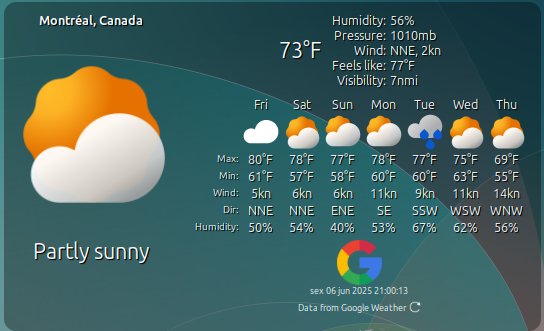 Montréal, Canada
73°F
Humidity: 56%
Pressure: 1010mb
Wind: NNE, 2kn
Feels like: 77°F
Visibility: 7nmi
Fri Sat Sun Mon Tue Wed Thu
Max: 80°F 78°F 77°F 78°F 77°F 75°F 69°F
Min: 61°F 57°F 58°F 60°F 60°F 63°F 55°F
Wind: 5kn 6kn 6kn 11kn 9kn 11kn 14kn
Dir: NNE NNE ENE SE SSW WSW WNW
Humidity: 50% 54% 40% 53% 67% 62% 56%
Partly sunny
sex 06 jun 2025 21:00:13
Data from Google Weather